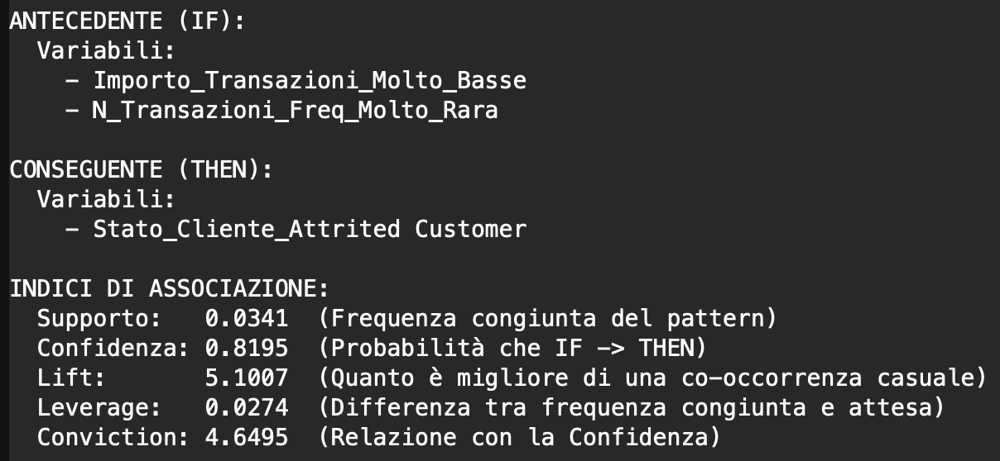 ANTECEDENTE (IF):
Variabili:
- Importo_Transazioni_Molto_Basse
- N_Transazioni_Freq_Molto_Rara
CONSEGUENTE (THEN):
Variabili:
- Stato_Cliente_Attrited Customer
INDICI DI ASSOCIAZIONE:
Supporto: 0.0341 (Frequenza congiunta del pattern)
Confidenza: 0.8195 (Probabilità che IF -> THEN)
Lift: 5.1007 (Quanto è migliore di una co-occorrenza casuale)
Leverage: 0.0274 (Differenza tra frequenza congiunta e attesa)
Conviction: 4.6495 (Relazione con la Confidenza)